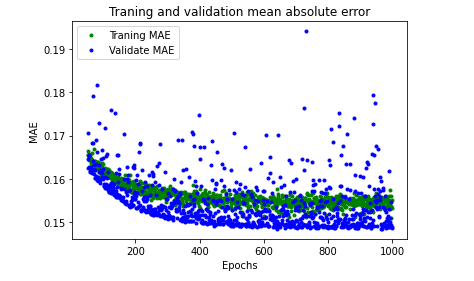 Traning and validation mean absolute error
Traning MAE
Validate MAE
0.19
0.18
0.17
0.16
0.15
MAE
200
400
600
800
1000
Epochs